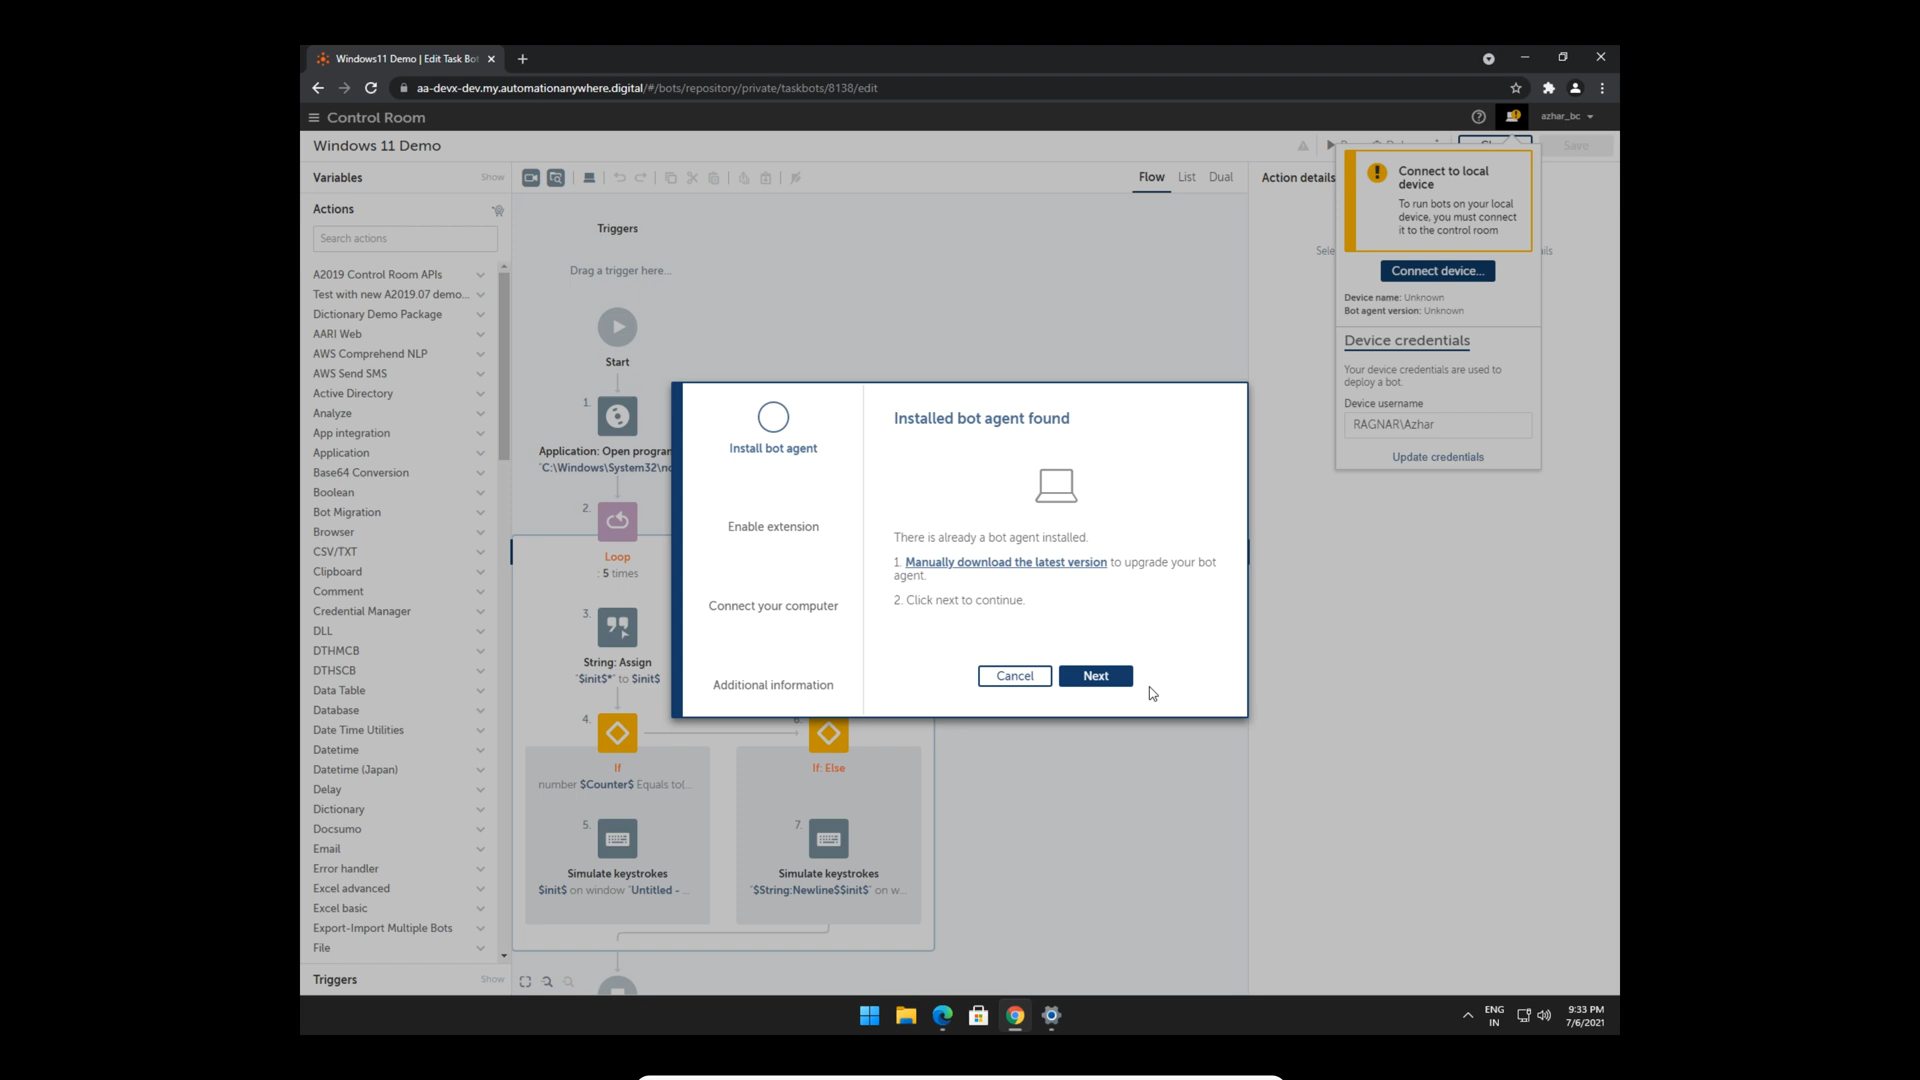 Windows11 Demo | Edit Task Bot
aa-devx-dev.my.automationanywhere.digital/#/bots/repository/private/taskbots/8138/edit
Control Room
azhar_bc
Windows 11 Demo
Save
Variables
Show
Flow
List
Dual
Action details
Actions
Search actions
A2019 Control Room APIs
Test with new A2019.07 demo...
Dictionary Demo Package
AARI Web
AWS Comprehend NLP
AWS Send SMS
Active Directory
Analyze
App integration
Application
Base64 Conversion
Boolean
Bot Migration
Browser
CSV/TXT
Clipboard
Comment
Credential Manager
DLL
DTHMCB
DTHSCB
Data Table
Database
Date Time Utilities
Datetime
Datetime (Japan)
Delay
Dictionary
Docsumo
Email
Error handler
Excel advanced
Excel basic
Export-Import Multiple Bots
File
Triggers
Show
Triggers
Drag a trigger here...
Start
1.
Application: Open program
"C:\Windows\System32\no
2.
Loop
: 5 times
3.
String: Assign
"$init$*" to $init$
4.
If
number $Counter$ Equals to(...
5.
Simulate keystrokes
$init$ on window "Untitled - ...
6.
If: Else
7.
Simulate keystrokes
"$String:Newline$$init$" on w...
Install bot agent
Enable extension
Connect your computer
Additional information
Installed bot agent found
There is already a bot agent installed.
1. Manually download the latest version to upgrade your bot
agent.
2. Click next to continue.
Cancel
Next
Connect to local
device
To run bots on your local
device, you must connect
it to the control room
Connect device...
Device name: Unknown
Bot agent version: Unknown
Device credentials
Your device credentials are used to
deploy a bot.
Device username
RAGNAR\Azhar
Update credentials
ENG
IN
9:33 PM
7/6/2021